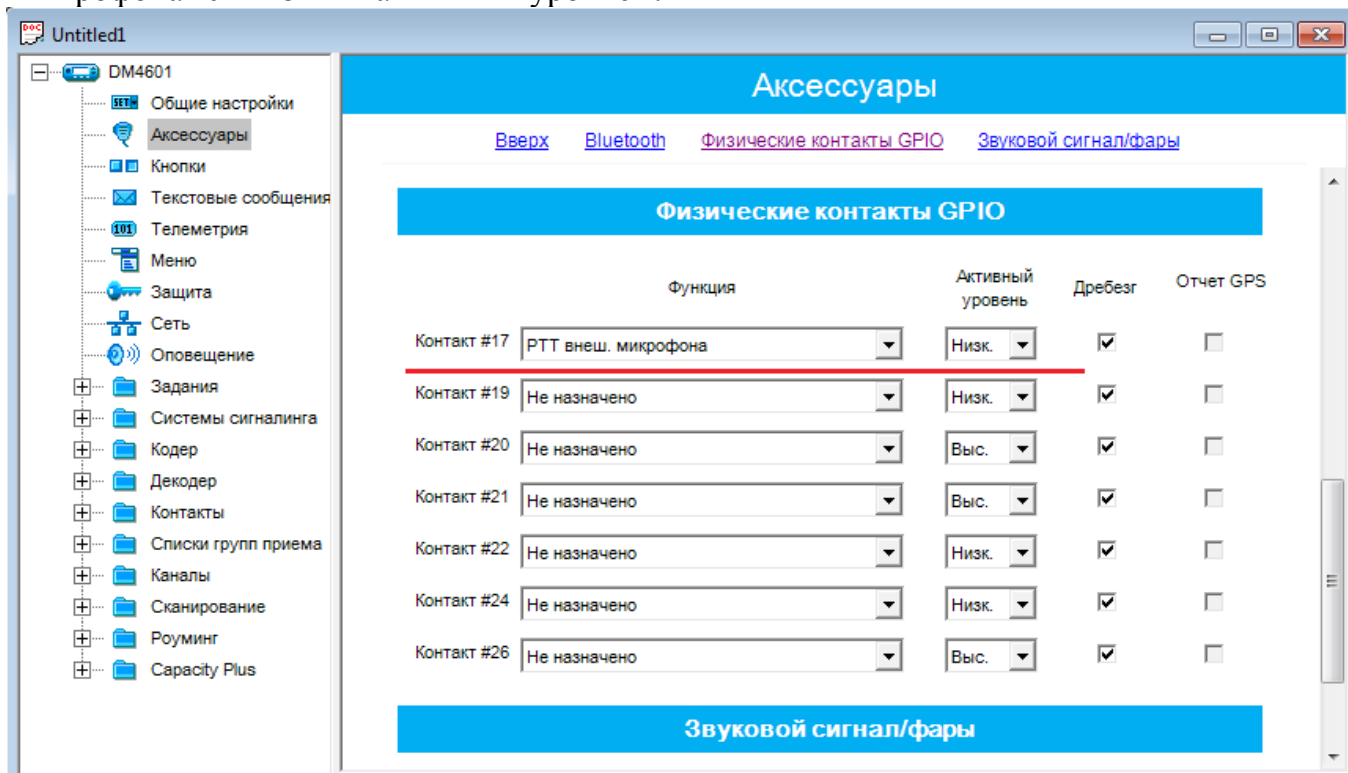 Untitled1
DM4601
Общие настройки
Аксессуары
Кнопки
Текстовые сообщения
Телеметрия
Меню
Защита
Сеть
Оповещение
Задания
Системы сигналинга
Кодер
Декодер
Контакты
Списки групп приема
Каналы
Сканирование
Роуминг
Capacity Plus
Аксессуары
Вверх Bluetooth Физические контакты GPIO Звуковой сигнал/фары
Физические контакты GPIO
Функция Активный уровень Дребезг Отчет GPS
Контакт #17 PTT внеш. микрофона Низк.
Контакт #19 Не назначено Низк.
Контакт #20 Не назначено Выс.
Контакт #21 Не назначено Выс.
Контакт #22 Не назначено Низк.
Контакт #24 Не назначено Низк.
Контакт #26 Не назначено Выс.
Звуковой сигнал/фары